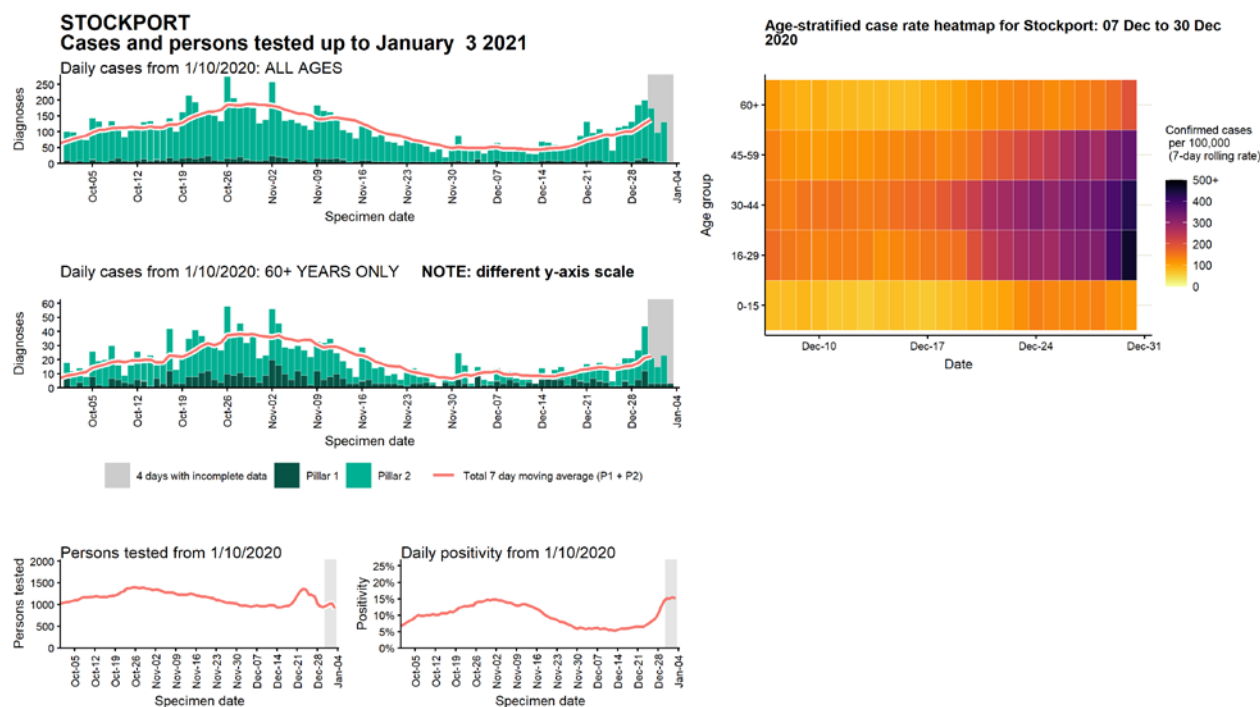 STOCKPORT
Cases and persons tested up to January 3 2021
Daily cases from 1/10/2020: ALL AGES
Diagnoses
250
200
150
100
50
0
Oct-05
Oct-12
Oct-19
Oct-26
Nov-02
Nov-09
Nov-16
Nov-23
Nov-30
Dec-07
Dec-14
Dec-21
Dec-28
Jan-04
Specimen date
Daily cases from 1/10/2020: 60+ YEARS ONLY NOTE: different y-axis scale
Diagnoses
60
50
40
30
20
10
0
Oct-05
Oct-12
Oct-19
Oct-26
Nov-02
Nov-09
Nov-16
Nov-23
Nov-30
Dec-07
Dec-14
Dec-21
Dec-28
Jan-04
Specimen date
4 days with incomplete data
Pillar 1
Pillar 2
Total 7 day moving average (P1 + P2)
Persons tested from 1/10/2020
Persons tested
2000
1500
1000
500
0
Oct-05
Oct-12
Oct-19
Oct-26
Nov-02
Nov-09
Nov-16
Nov-23
Nov-30
Dec-07
Dec-14
Dec-21
Dec-28
Jan-04
Specimen date
Daily positivity from 1/10/2020
Positivity
25%
20%
15%
10%
5%
0%
Oct-05
Oct-12
Oct-19
Oct-26
Nov-02
Nov-09
Nov-16
Nov-23
Nov-30
Dec-07
Dec-14
Dec-21
Dec-28
Jan-04
Specimen date
Age-stratified case rate heatmap for Stockport: 07 Dec to 30 Dec
2020
Age group
60+
45-59
30-44
16-29
0-15
Dec-10
Dec-17
Dec-24
Dec-31
Date
Confirmed cases
per 100,000
(7-day rolling rate)
500+
400
300
200
100
0